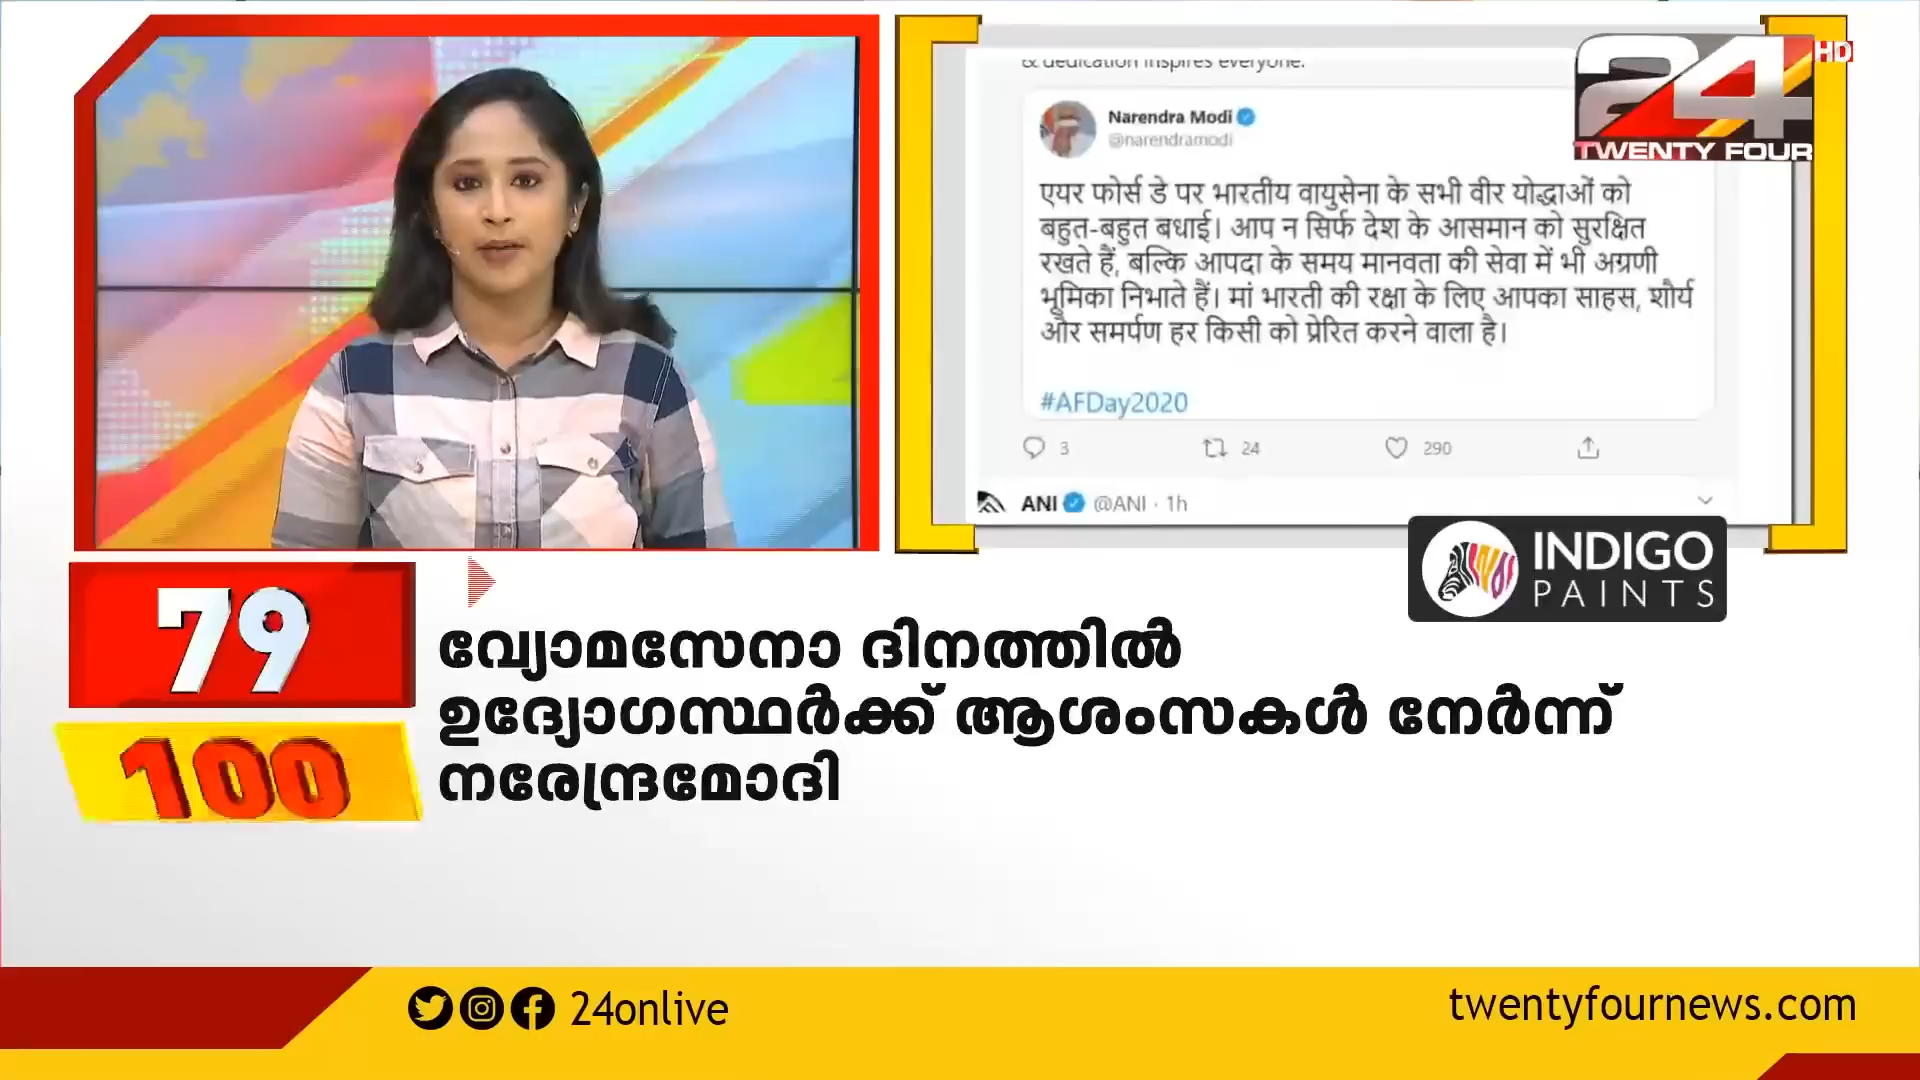 & dedication inspires everyone.
Narendra Modi
@narendramodi
एयर फोर्स डे पर भारतीय वायुसेना के सभी वीर योद्धाओं को
बहुत-बहुत बधाई। आप न सिर्फ देश के आसमान को सुरक्षित
रखते हैं, बल्कि आपदा के समय मानवता की सेवा में भी अग्रणी
भूमिका निभाते हैं। मां भारती की रक्षा के लिए आपका साहस, शौर्य
और समर्पण हर किसी को प्रेरित करने वाला है।
#AFDay2020
3 24 290
ANI @ANI · 1h
24 HD
TWENTY FOUR
INDIGO
PAINTS
79
100
വ്യോമസേനാ ദിനത്തിൽ
ഉദ്യോഗസ്ഥർക്ക് ആശംസകൾ നേർന്ന്
നരേന്ദ്രമോദി
24onlive
twentyfournews.com